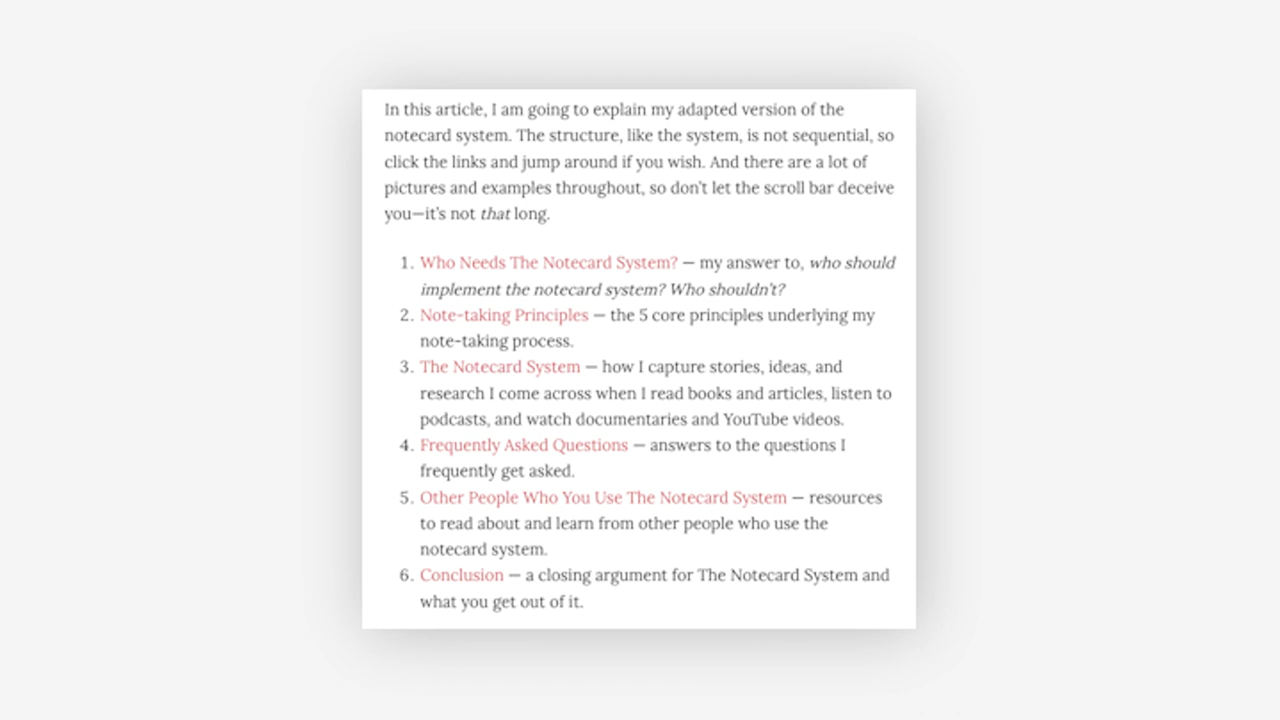 In this article, I am going to explain my adapted version of the
notecard system. The structure, like the system, is not sequential, so
click the links and jump around if you wish. And there are a lot of
pictures and examples throughout, so don't let the scroll bar deceive
you—it's not that long.
1. Who Needs The Notecard System? — my answer to, who should
implement the notecard system? Who shouldn't?
2. Note-taking Principles — the 5 core principles underlying my
note-taking process.
3. The Notecard System — how I capture stories, ideas, and
research I come across when I read books and articles, listen to
podcasts, and watch documentaries and YouTube videos.
4. Frequently Asked Questions — answers to the questions I
frequently get asked.
5. Other People Who You Use The Notecard System — resources
to read about and learn from other people who use the
notecard system.
6. Conclusion — a closing argument for The Notecard System and
what you get out of it.